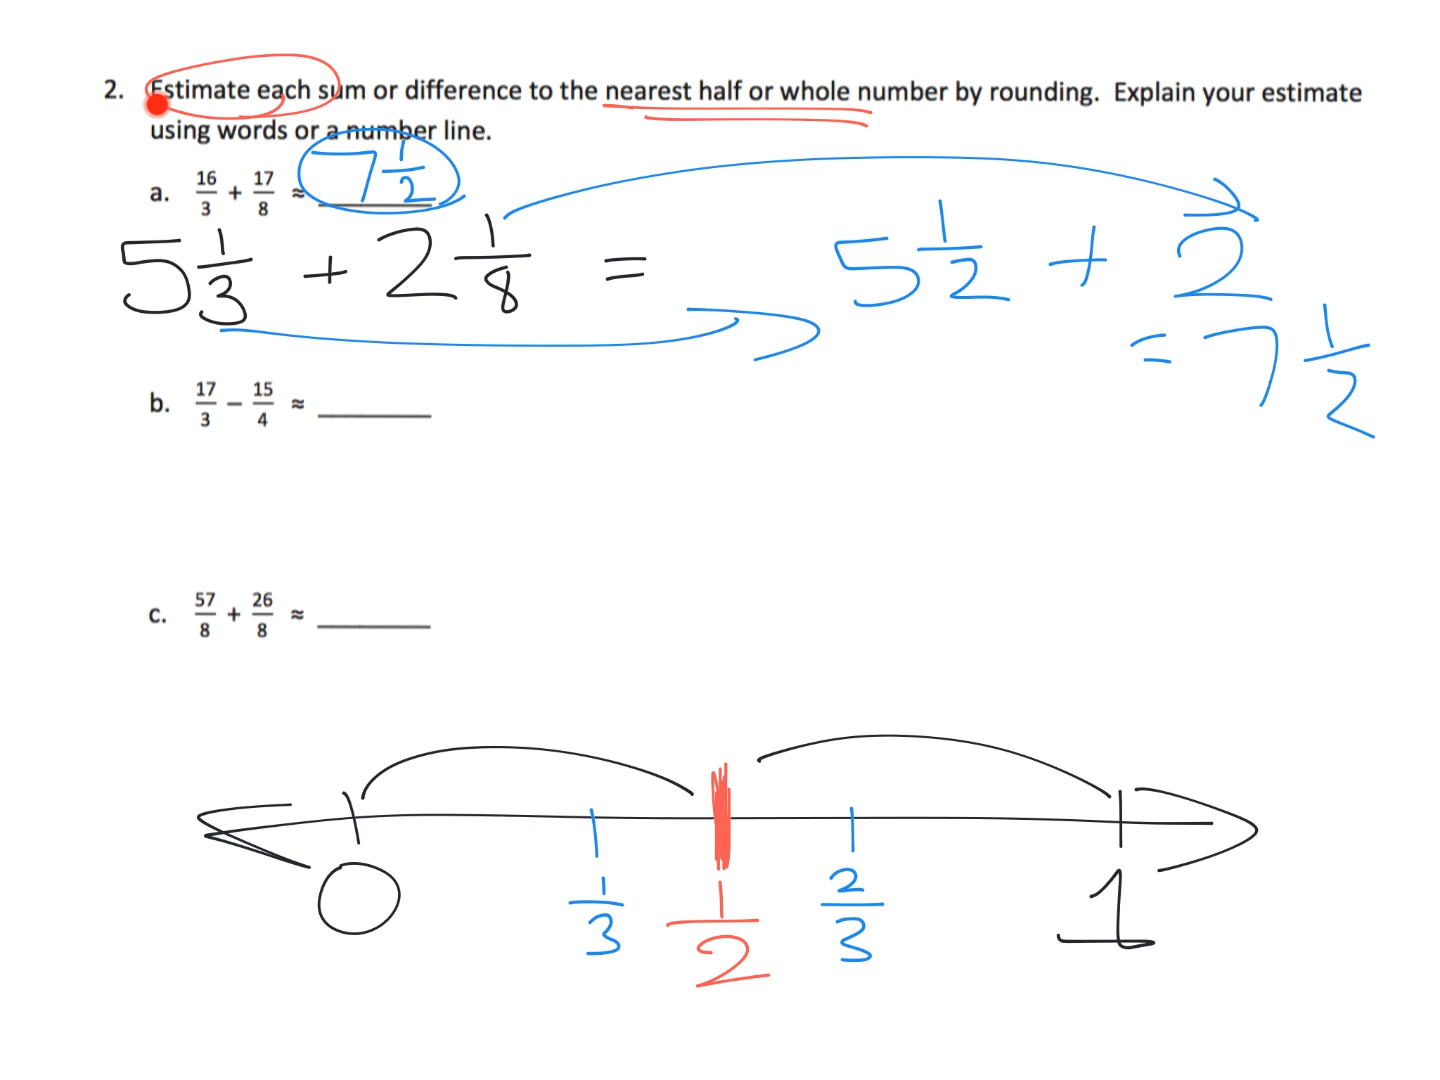 2. Estimate each sum or difference to the nearest half or whole number by rounding. Explain your estimate
using words or a number line.
a. 16/3 + 17/8 ≈ 7 1/2
5 1/3 + 2 1/8 = 5 1/2 + 2
= 7 1/2
b. 17/3 − 15/4 ≈ ________
c. 57/8 + 26/8 ≈ ________
0 1/3 1/2 2/3 1